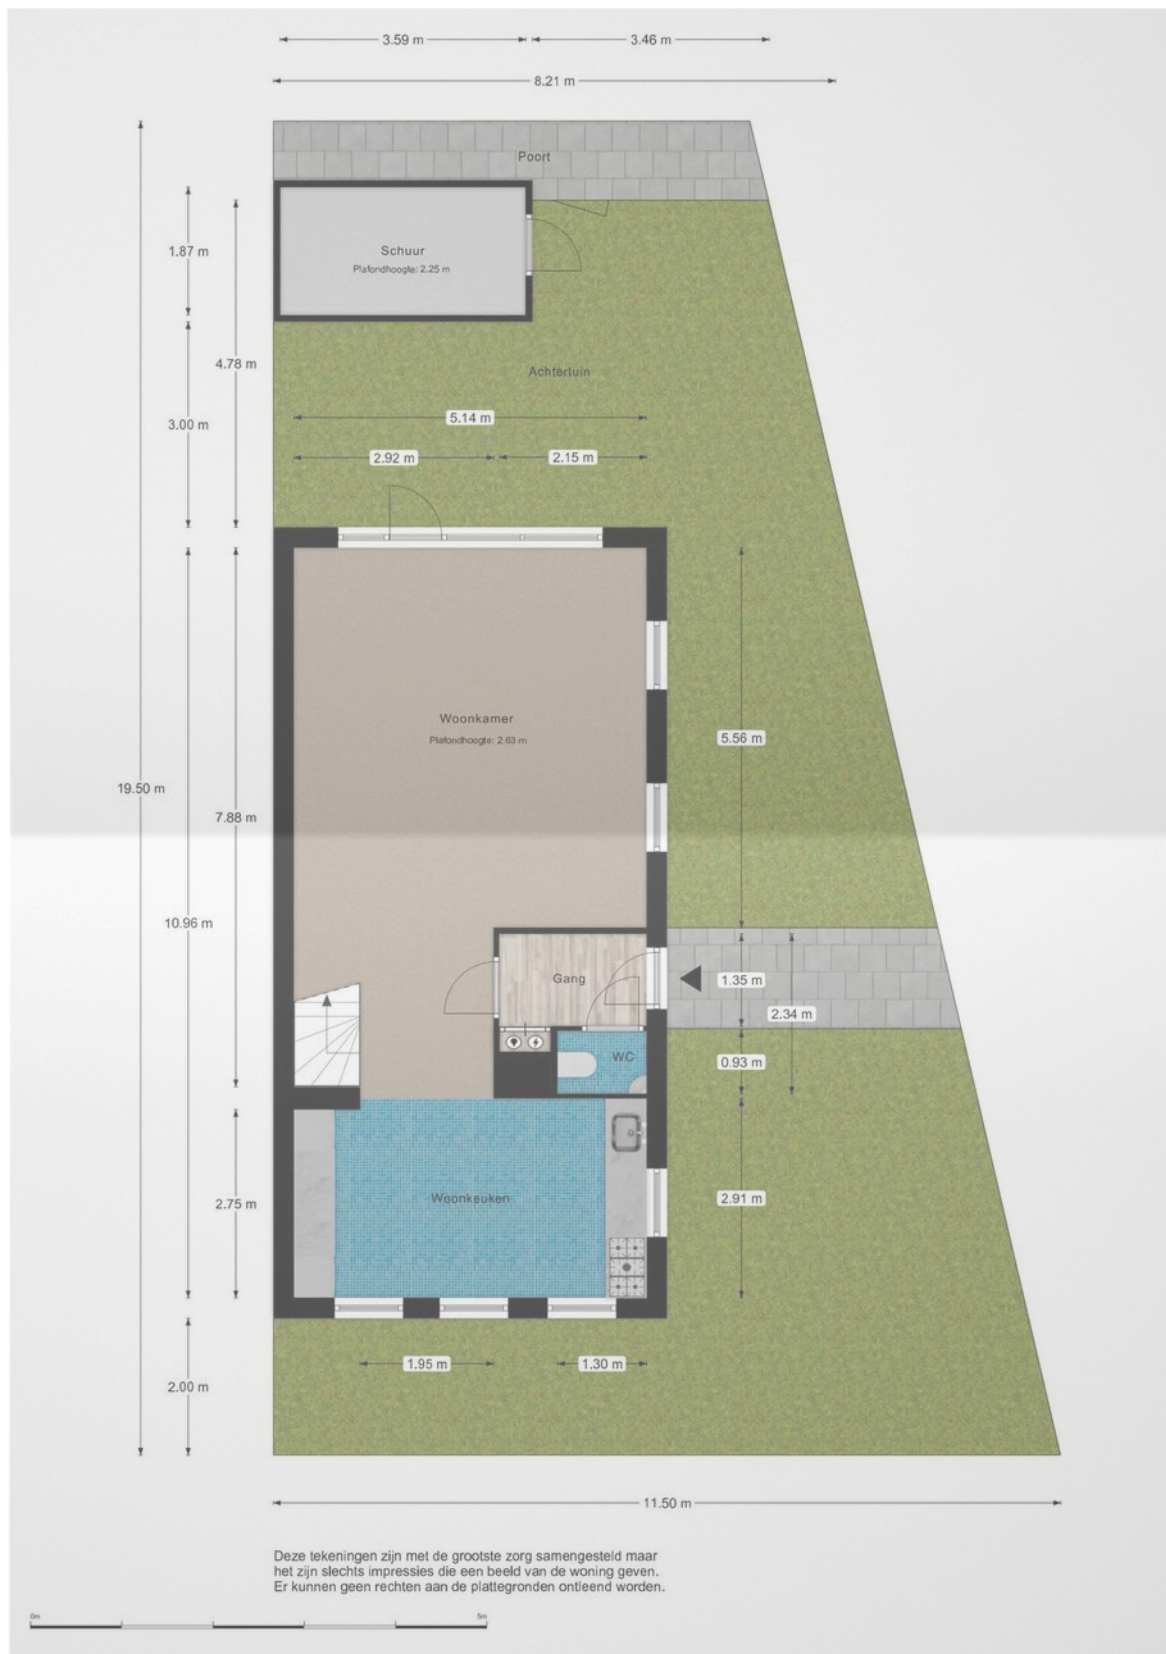 3.59 m
3.46 m
8.21 m
Poort
1.87 m
Schuur
Plafondhoogte: 2.25 m
4.78 m
Achtertuin
3.00 m
5.14 m
2.92 m
2.15 m
Woonkamer
Plafondhoogte: 2.63 m
5.56 m
19.50 m
7.88 m
10.96 m
Gang
1.35 m
2.34 m
WC
0.93 m
Woonkeuken
2.75 m
2.91 m
1.95 m
1.30 m
2.00 m
11.50 m
Deze tekeningen zijn met de grootste zorg samengesteld maar
het zijn slechts impressies die een beeld van de woning geven.
Er kunnen geen rechten aan de plattegronden ontleend worden.
0m
5m